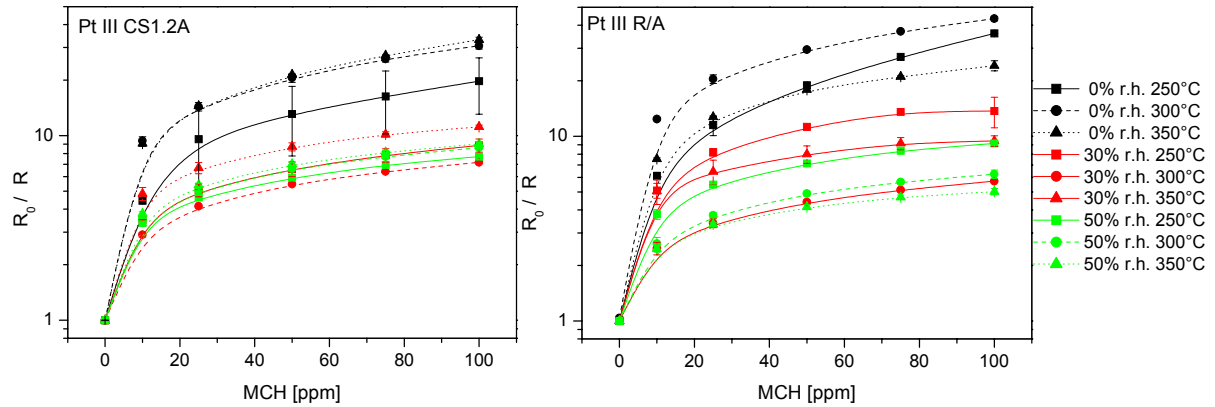 Pt III CS1.2A
R₀ / R
10
1
0 20 40 60 80 100
MCH [ppm]
Pt III R/A
R₀ / R
10
1
0 20 40 60 80 100
MCH [ppm]
0% r.h. 250°C
0% r.h. 300°C
0% r.h. 350°C
30% r.h. 250°C
30% r.h. 300°C
30% r.h. 350°C
50% r.h. 250°C
50% r.h. 300°C
50% r.h. 350°C